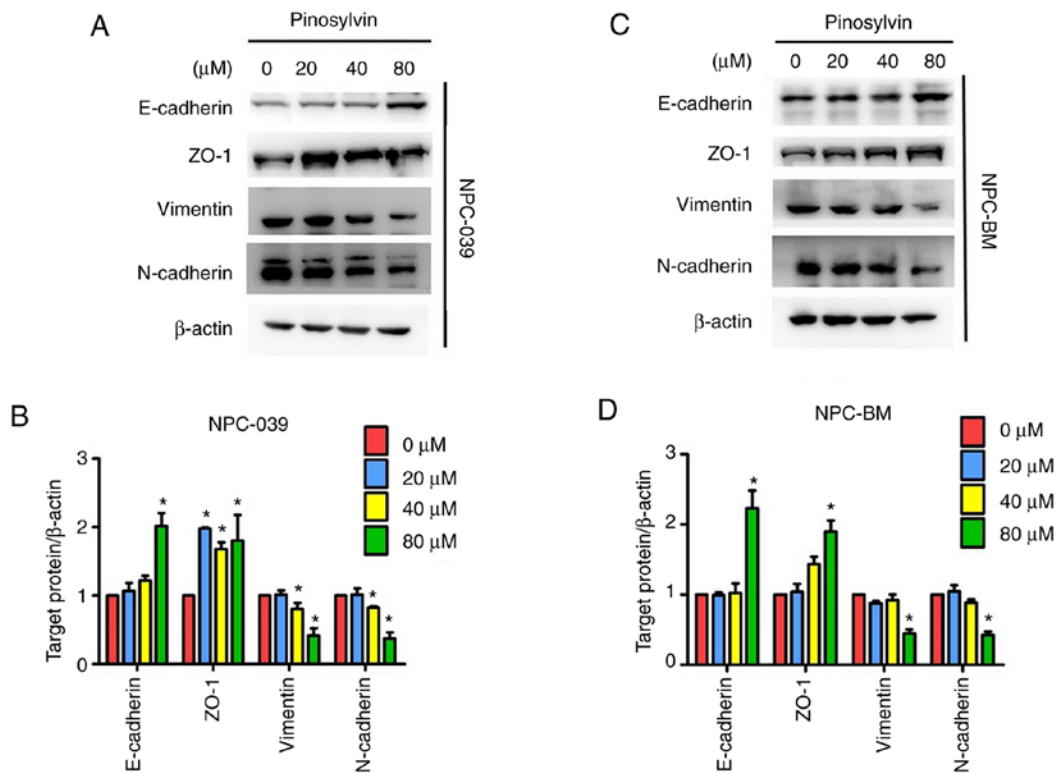 A
Pinosylvin
(µM) 0 20 40 80
E-cadherin
ZO-1
Vimentin
N-cadherin
β-actin
NPC-039
C
Pinosylvin
(µM) 0 20 40 80
E-cadherin
ZO-1
Vimentin
N-cadherin
β-actin
NPC-BM
B
NPC-039
0 µM
20 µM
40 µM
80 µM
Target protein/β-actin
3
2
1
0
* * * * * * * *
E-cadherin ZO-1 Vimentin N-cadherin
D
NPC-BM
0 µM
20 µM
40 µM
80 µM
Target protein/β-actin
3
2
1
0
* * * *
E-cadherin ZO-1 Vimentin N-cadherin